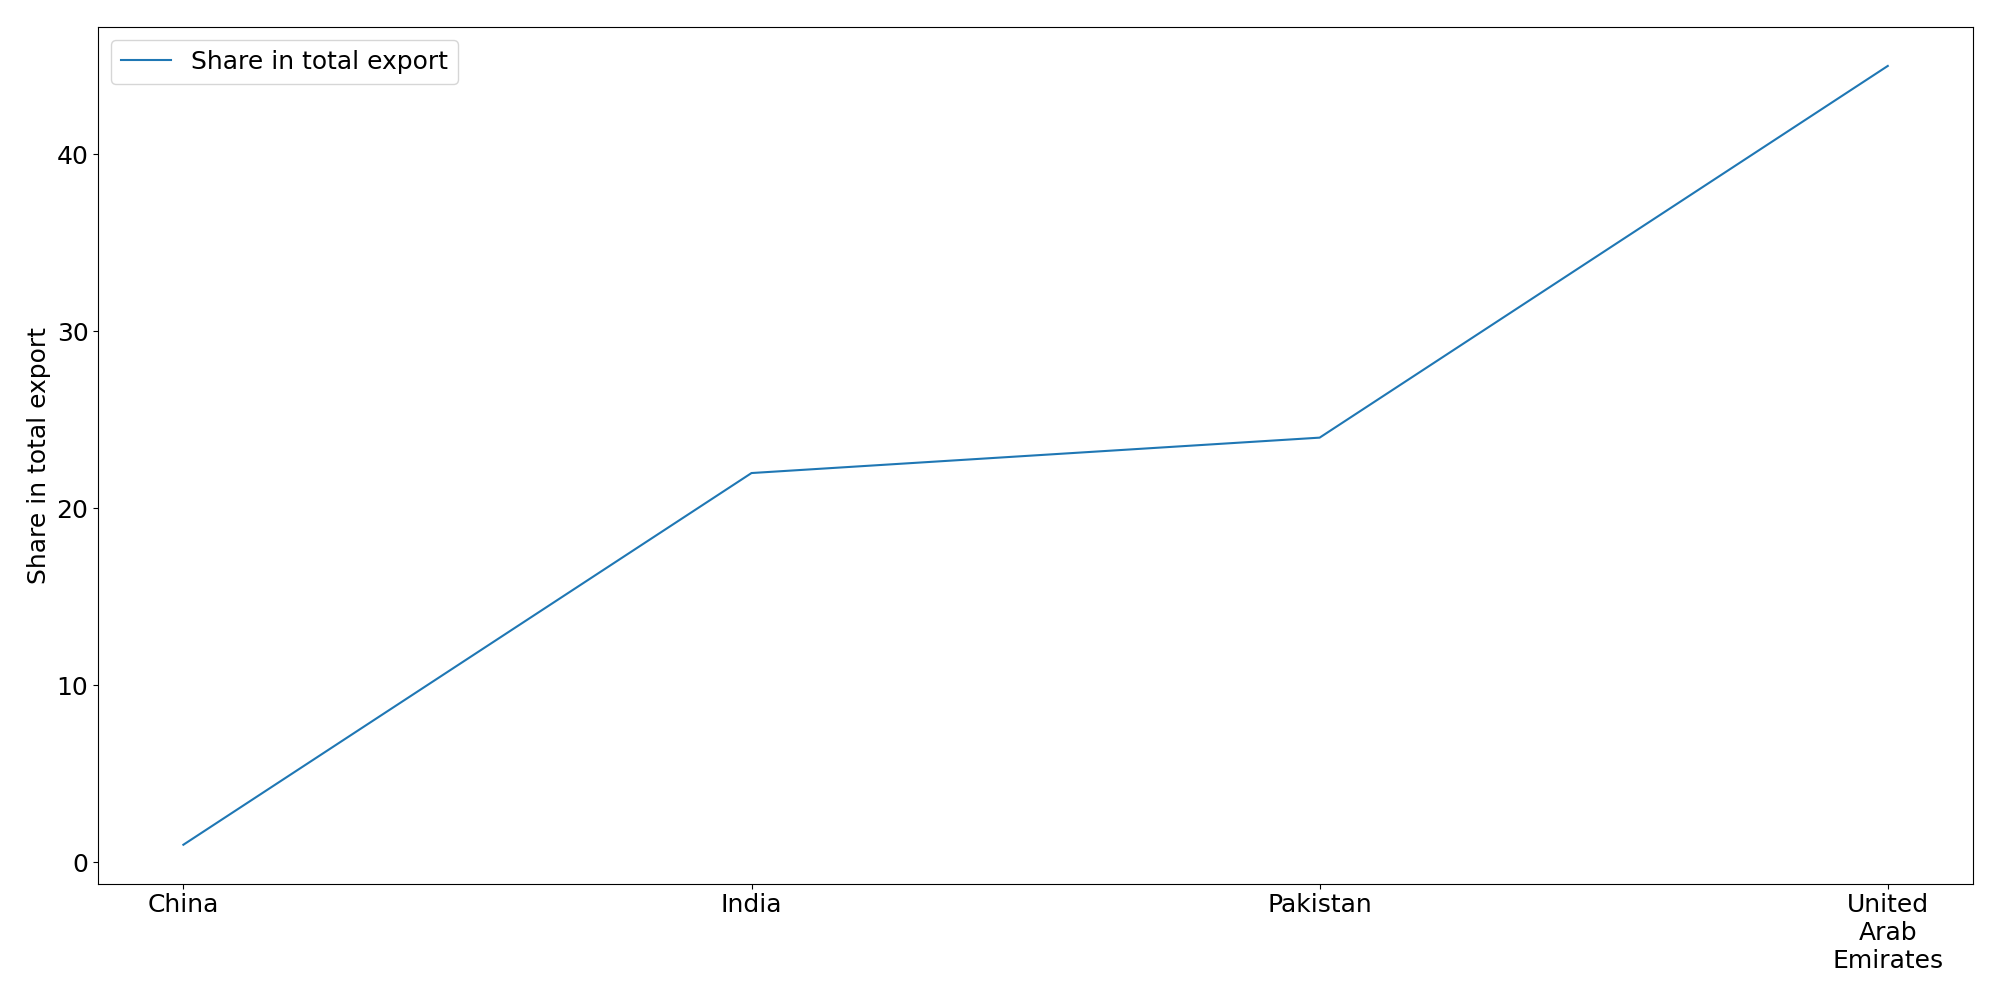 Share in total export
Share in total export
40
30
20
10
0
China
India
Pakistan
United
Arab
Emirates